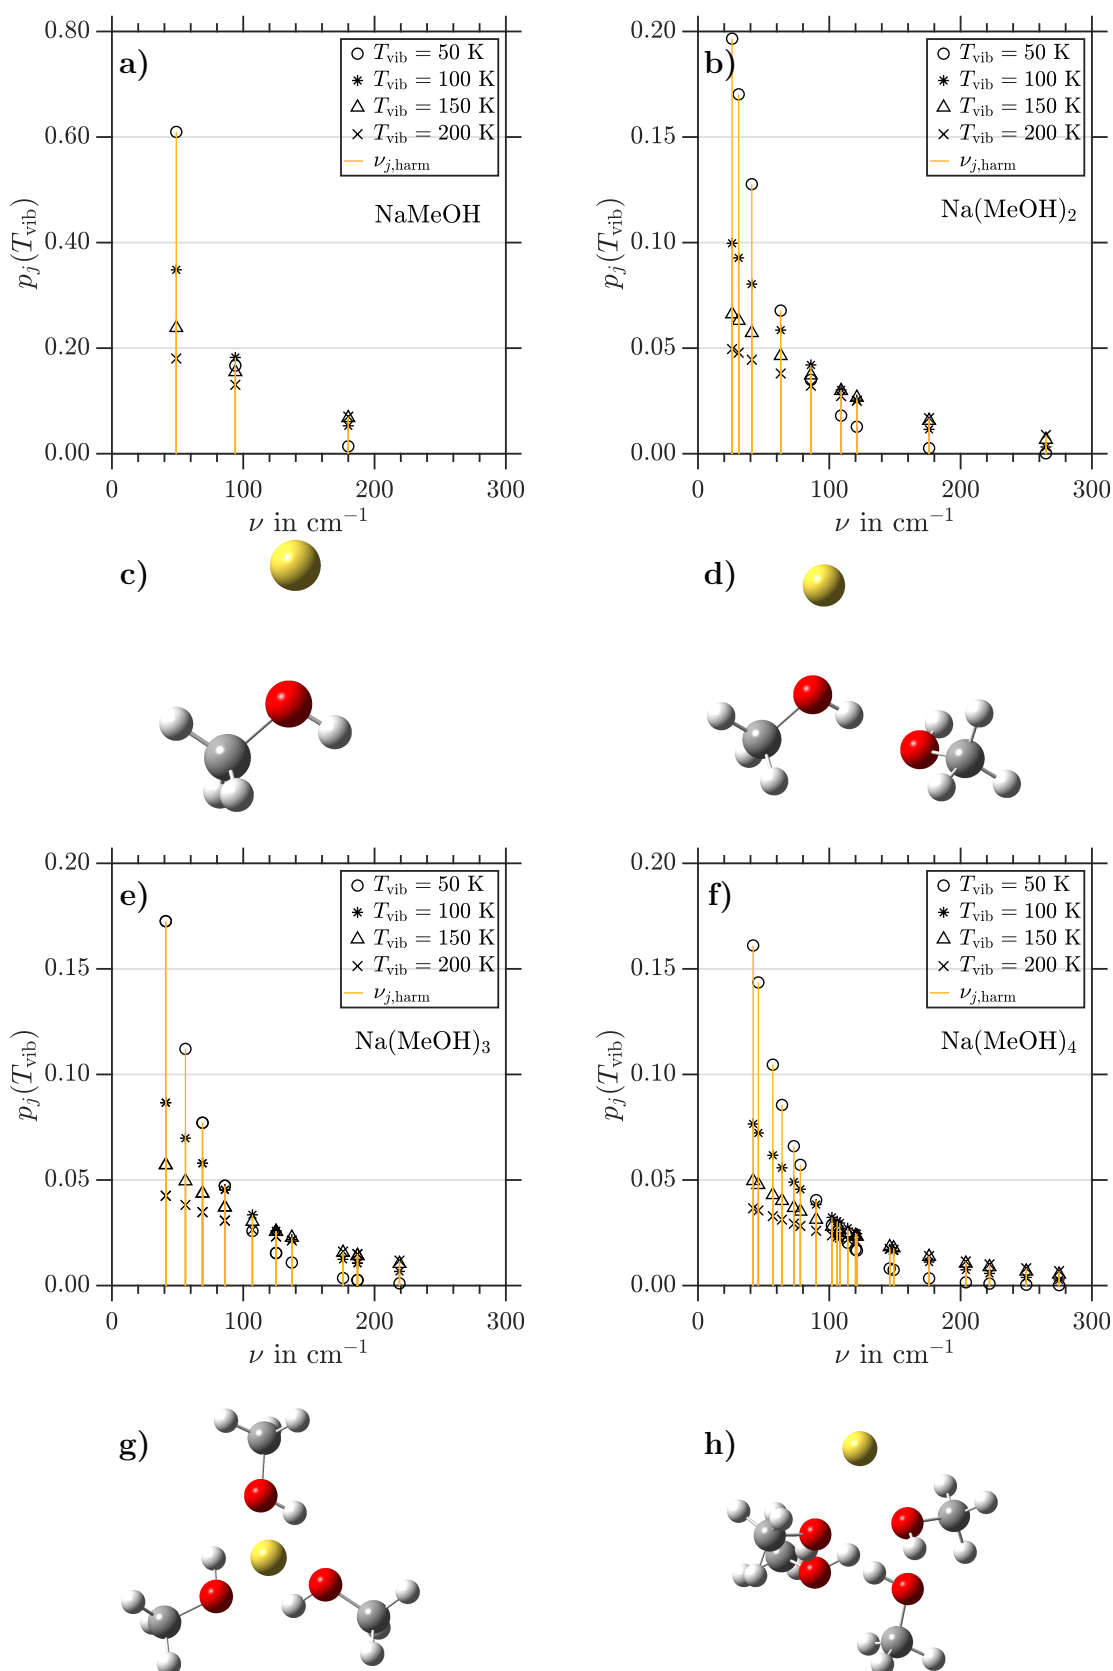 a)
0.80
0.60
0.40
0.20
0.00
p_j(T_vib)
T_vib = 50 K
T_vib = 100 K
T_vib = 150 K
T_vib = 200 K
ν_j,harm
NaMeOH
0 100 200 300
ν in cm⁻¹
b)
0.20
0.15
0.10
0.05
0.00
p_j(T_vib)
T_vib = 50 K
T_vib = 100 K
T_vib = 150 K
T_vib = 200 K
ν_j,harm
Na(MeOH)₂
0 100 200 300
ν in cm⁻¹
c)
d)
e)
0.20
0.15
0.10
0.05
0.00
p_j(T_vib)
T_vib = 50 K
T_vib = 100 K
T_vib = 150 K
T_vib = 200 K
ν_j,harm
Na(MeOH)₃
0 100 200 300
ν in cm⁻¹
f)
0.20
0.15
0.10
0.05
0.00
p_j(T_vib)
T_vib = 50 K
T_vib = 100 K
T_vib = 150 K
T_vib = 200 K
ν_j,harm
Na(MeOH)₄
0 100 200 300
ν in cm⁻¹
g)
h)